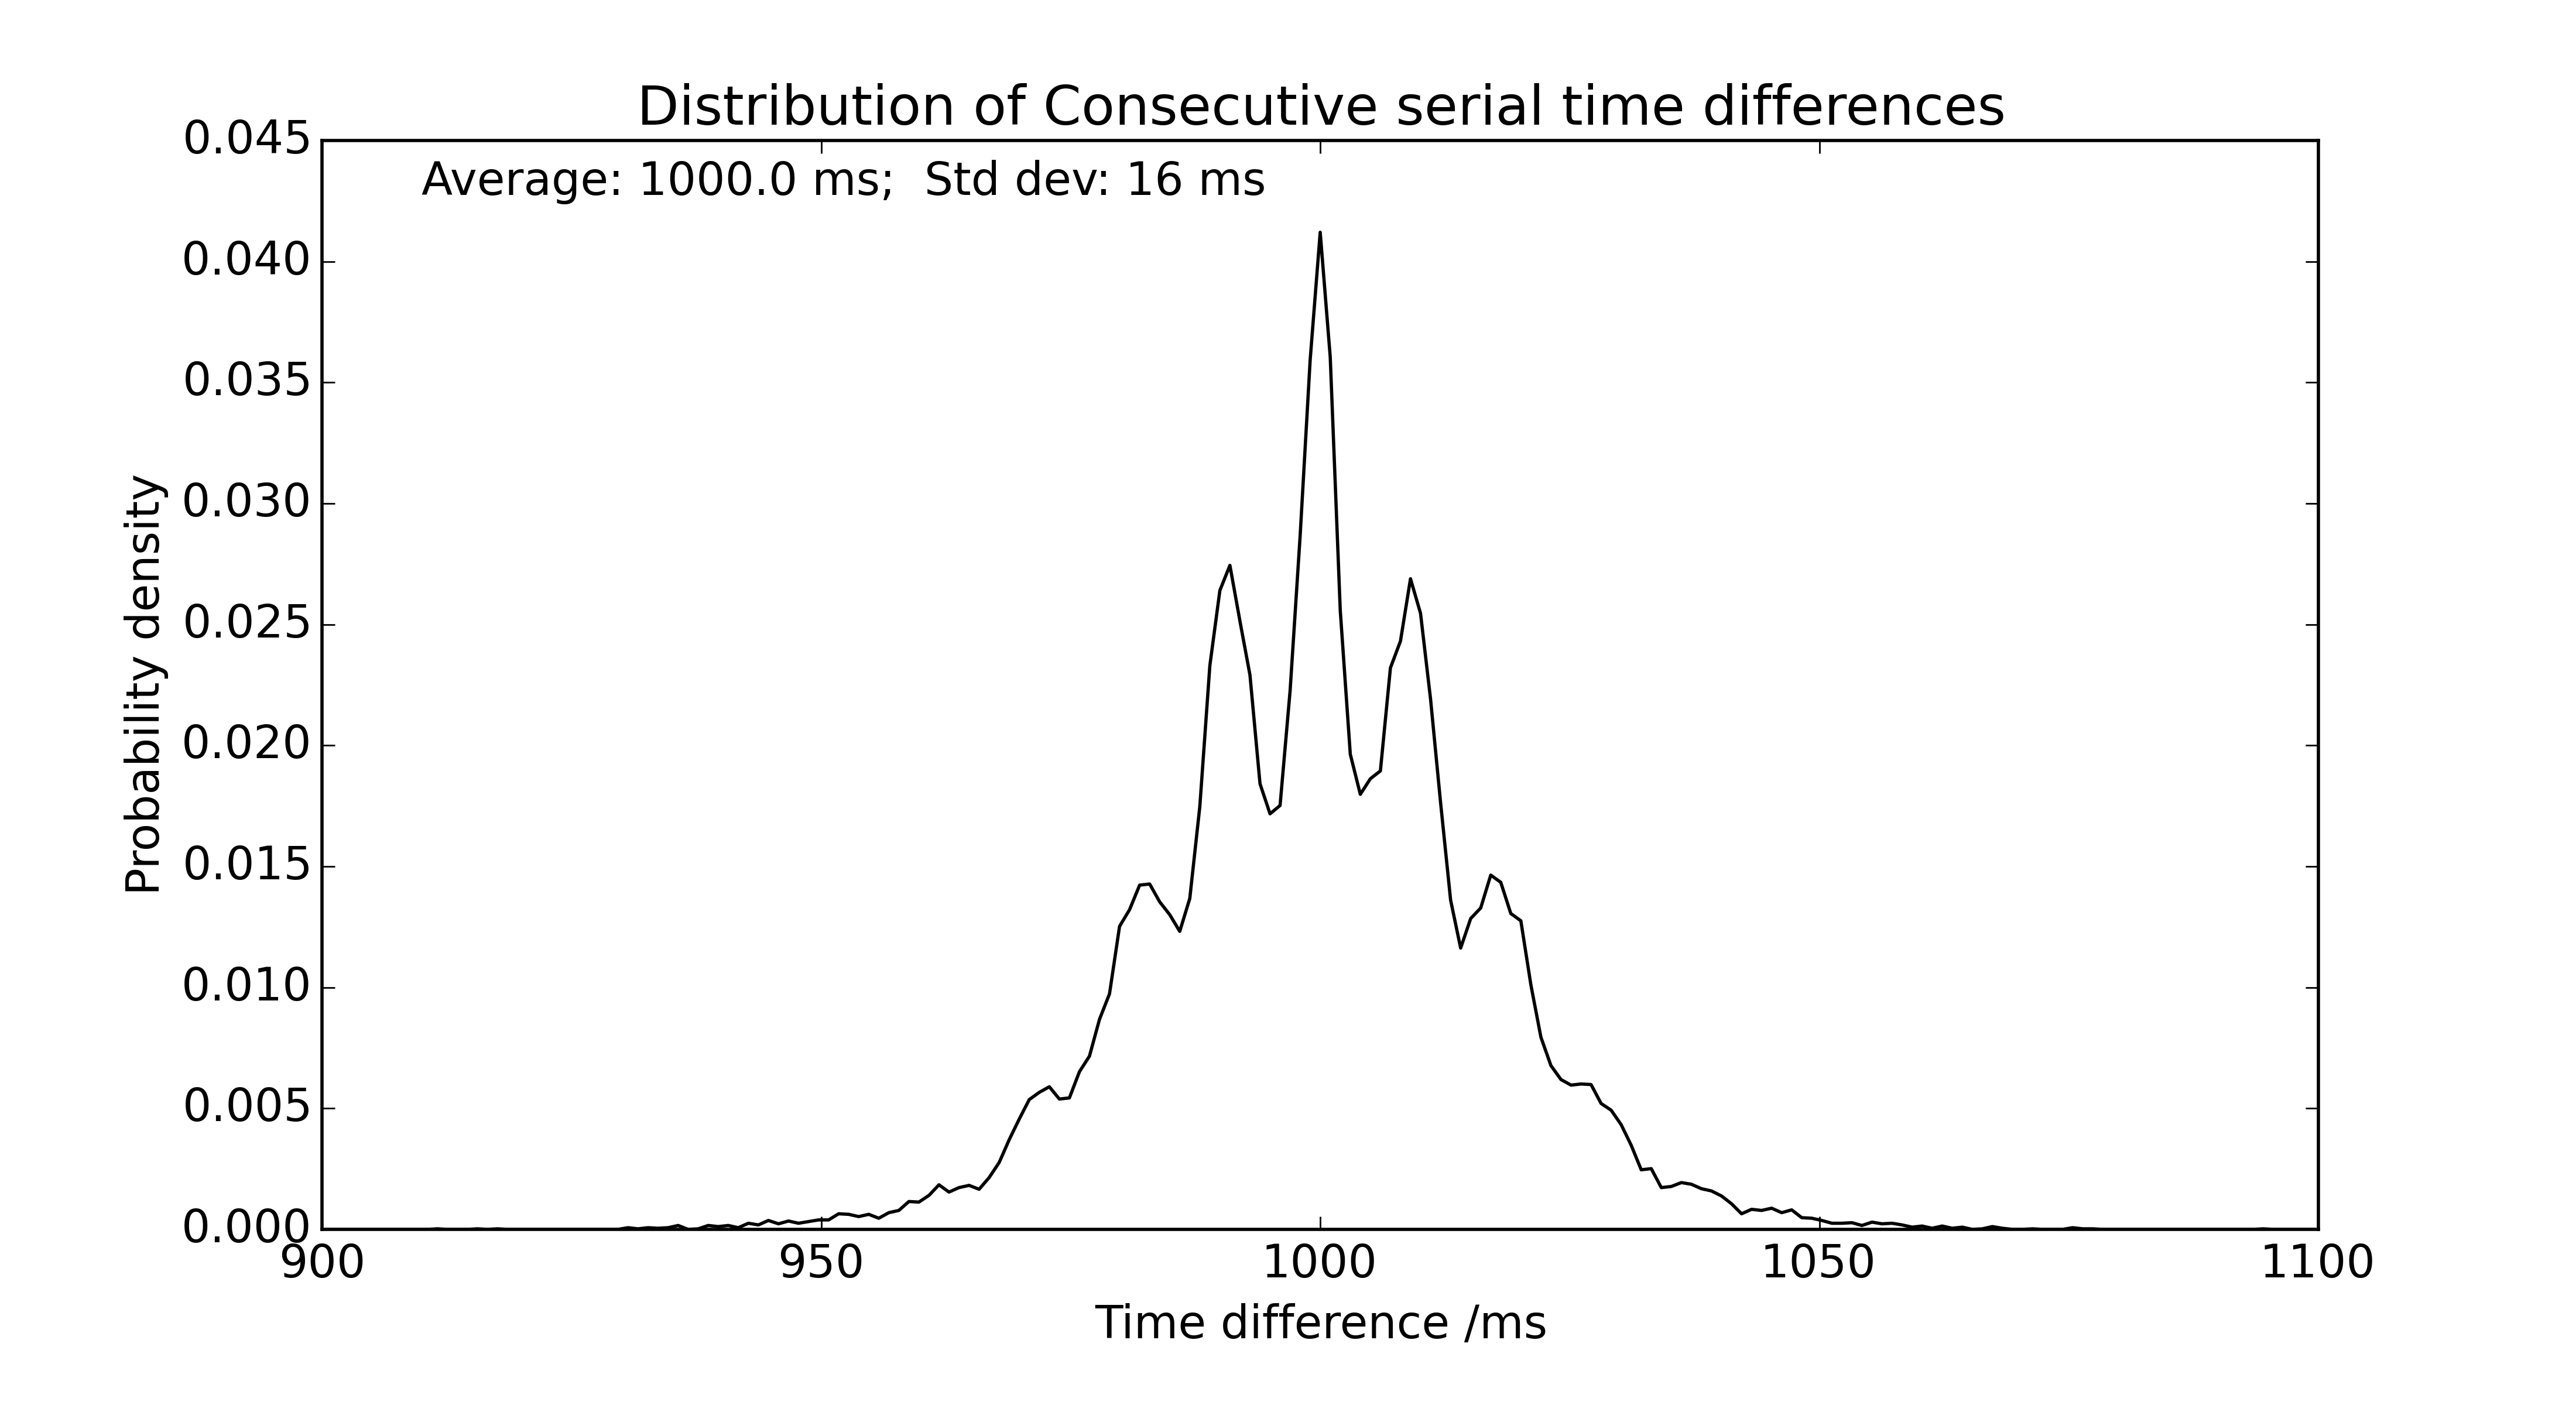 Distribution of Consecutive serial time differences
Average: 1000.0 ms;  Std dev: 16 ms
Probability density
0.045
0.040
0.035
0.030
0.025
0.020
0.015
0.010
0.005
0.000
900 950 1000 1050 1100
Time difference /ms